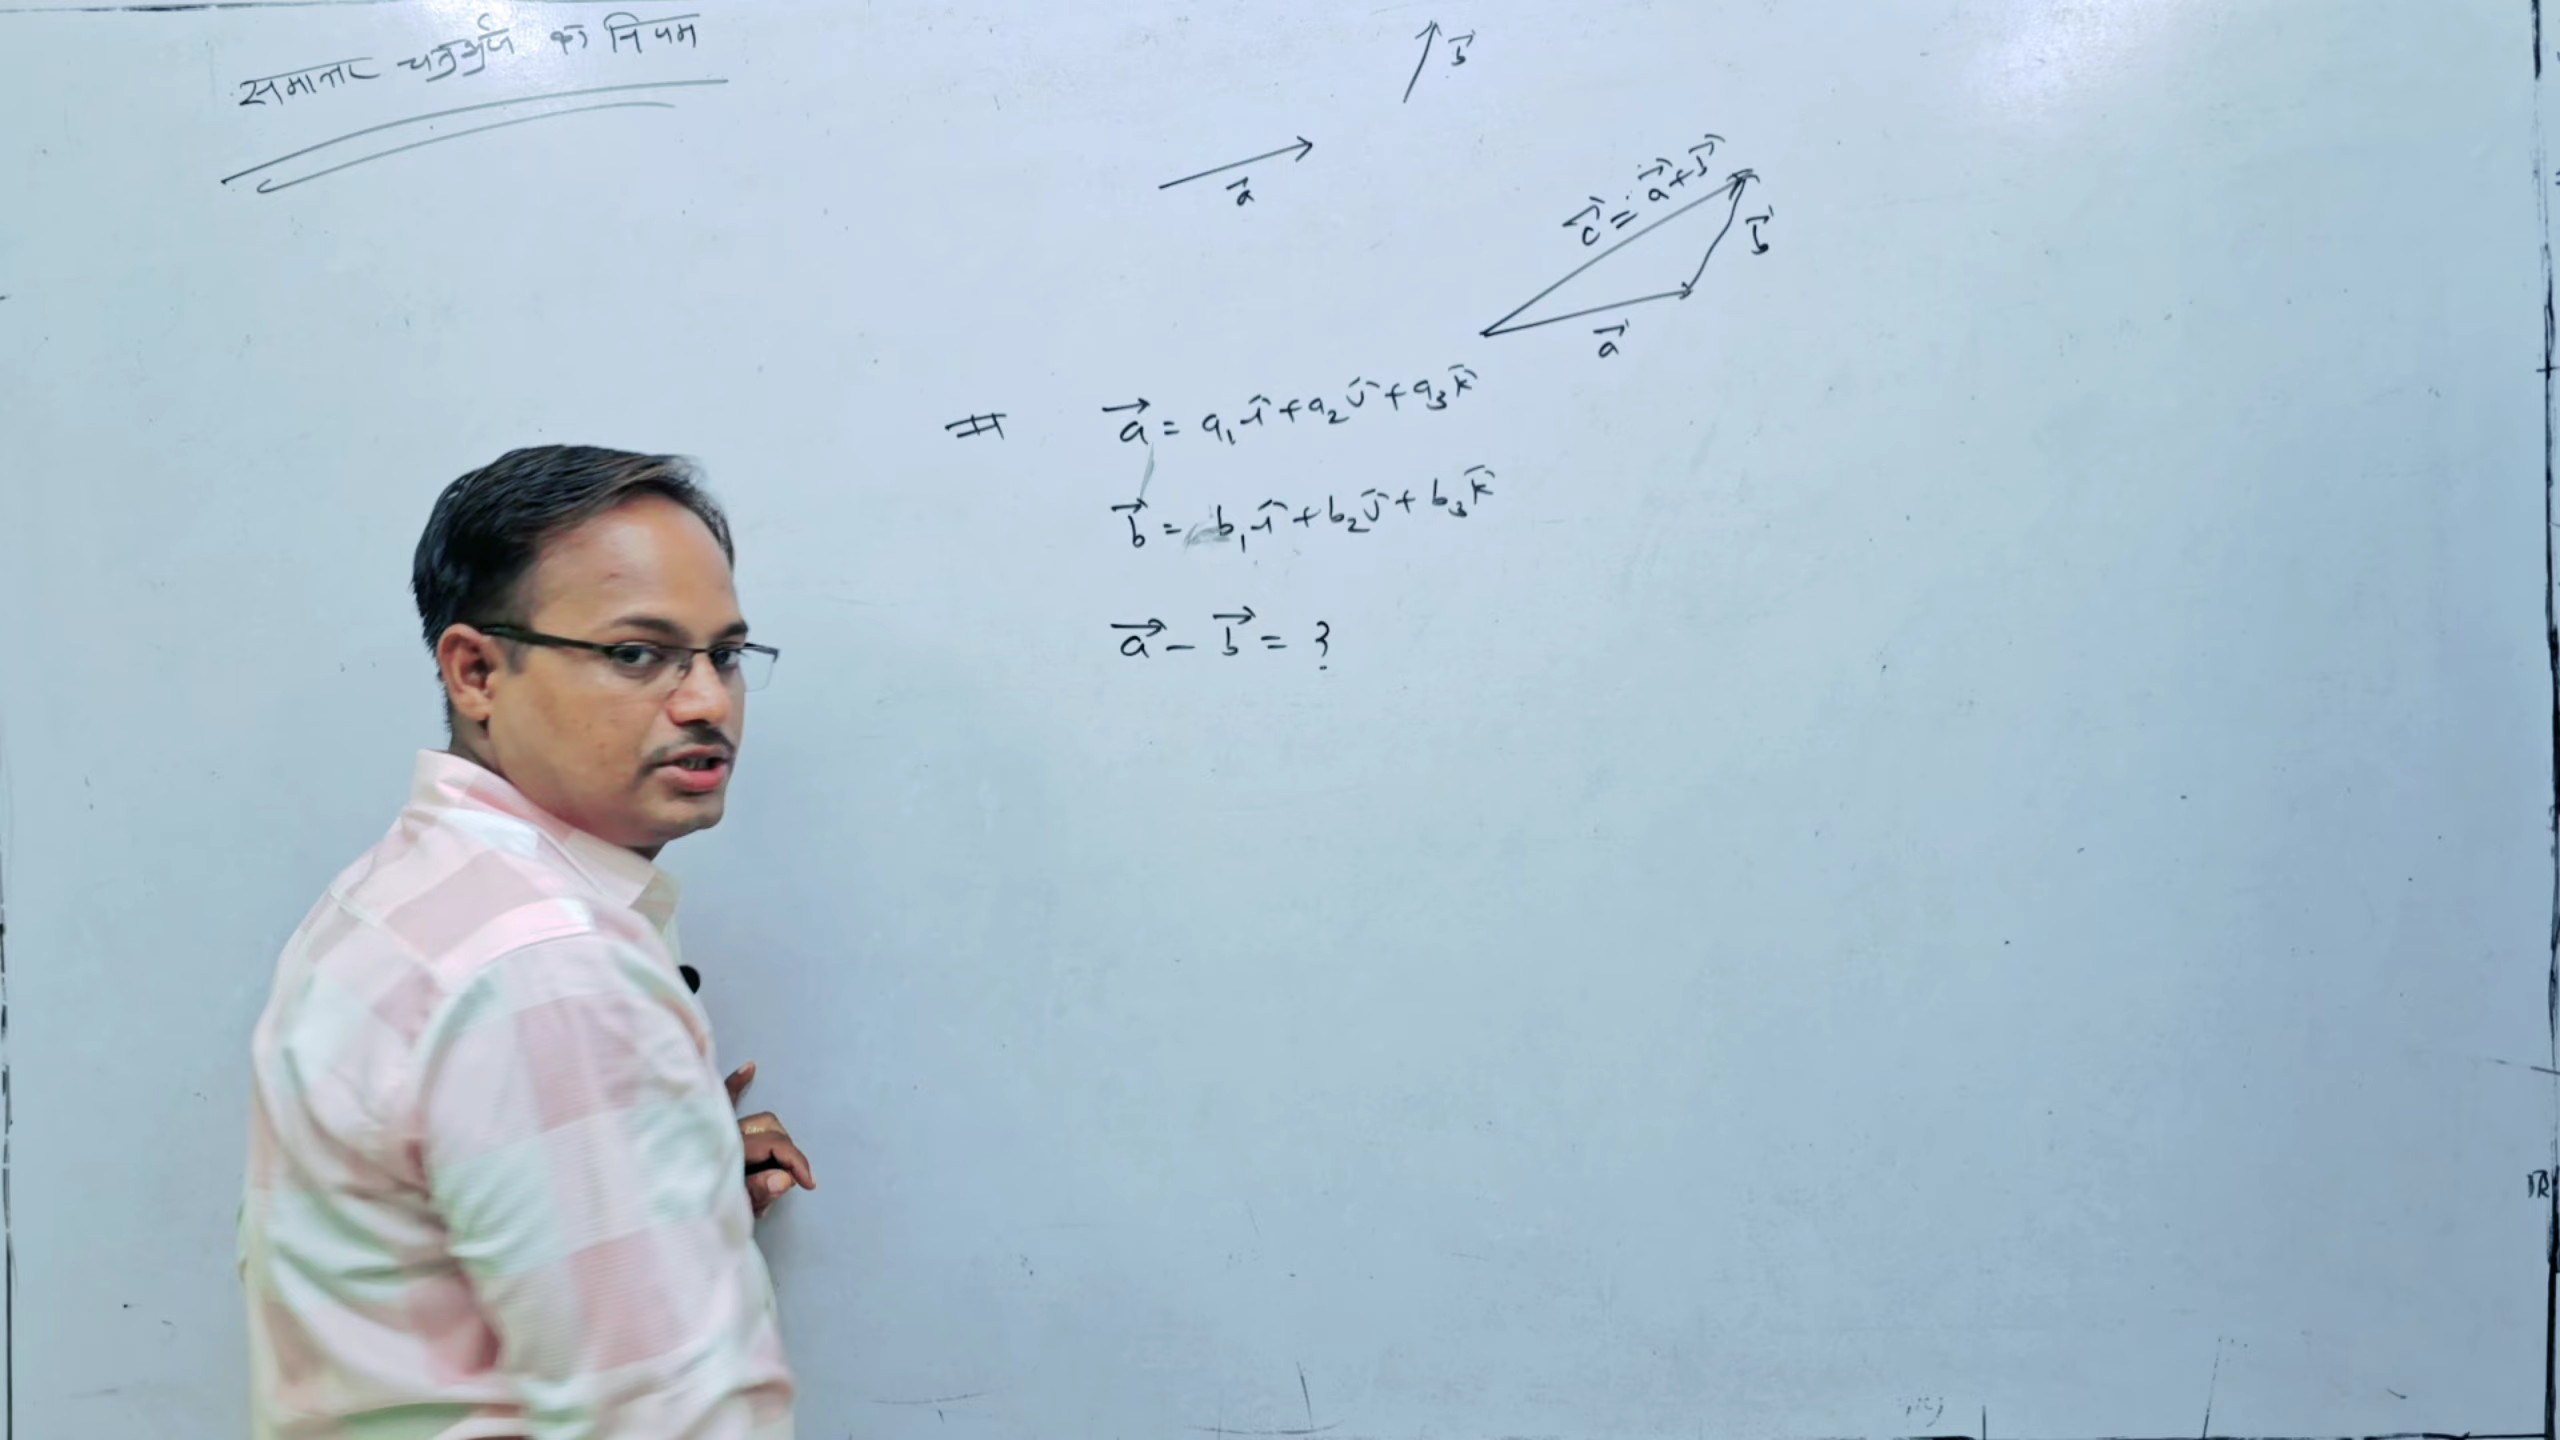 समान्तर चतुर्भुज का नियम
b⃗
a⃗
c⃗ = a⃗ + b⃗
b⃗
a⃗
# a⃗ = a₁î + a₂ĵ + a₃k̂
b⃗ = b₁î + b₂ĵ + b₃k̂
a⃗ - b⃗ = ?